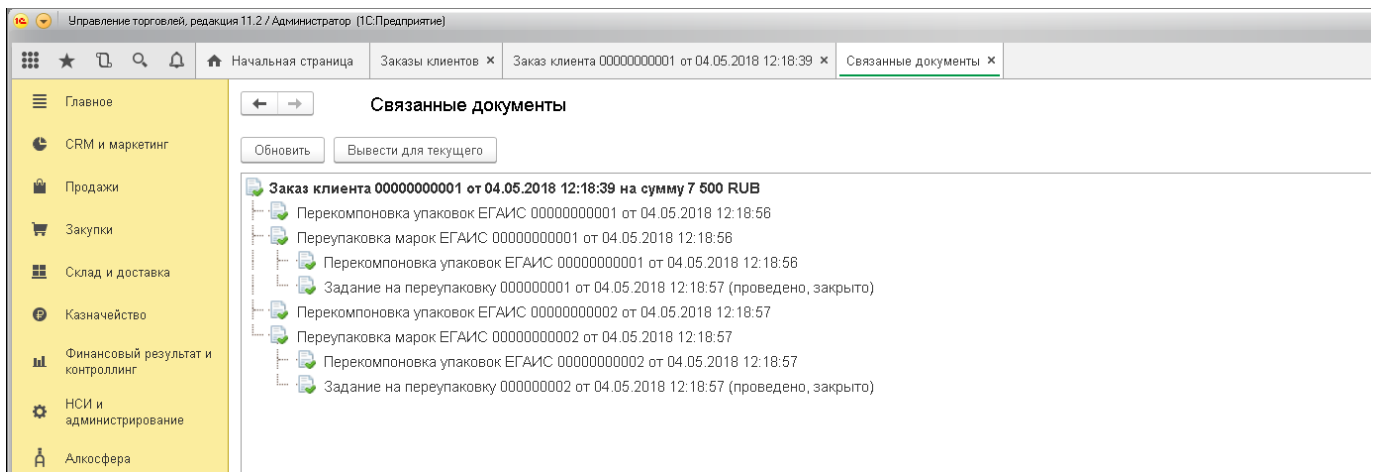 Управление торговлей, редакция 11.2 / Администратор (1С:Предприятие)
Начальная страница
Заказы клиентов ×
Заказ клиента 00000000001 от 04.05.2018 12:18:39 ×
Связанные документы ×
Главное
CRM и маркетинг
Продажи
Закупки
Склад и доставка
Казначейство
Финансовый результат и
контроллинг
НСИ и
администрирование
Алкосфера
Связанные документы
Обновить
Вывести для текущего
Заказ клиента 00000000001 от 04.05.2018 12:18:39 на сумму 7 500 RUB
Перекомпоновка упаковок ЕГАИС 00000000001 от 04.05.2018 12:18:56
Переупаковка марок ЕГАИС 00000000001 от 04.05.2018 12:18:56
Перекомпоновка упаковок ЕГАИС 00000000001 от 04.05.2018 12:18:56
Задание на переупаковку 000000001 от 04.05.2018 12:18:57 (проведено, закрыто)
Перекомпоновка упаковок ЕГАИС 00000000002 от 04.05.2018 12:18:57
Переупаковка марок ЕГАИС 00000000002 от 04.05.2018 12:18:57
Перекомпоновка упаковок ЕГАИС 00000000002 от 04.05.2018 12:18:57
Задание на переупаковку 000000002 от 04.05.2018 12:18:57 (проведено, закрыто)